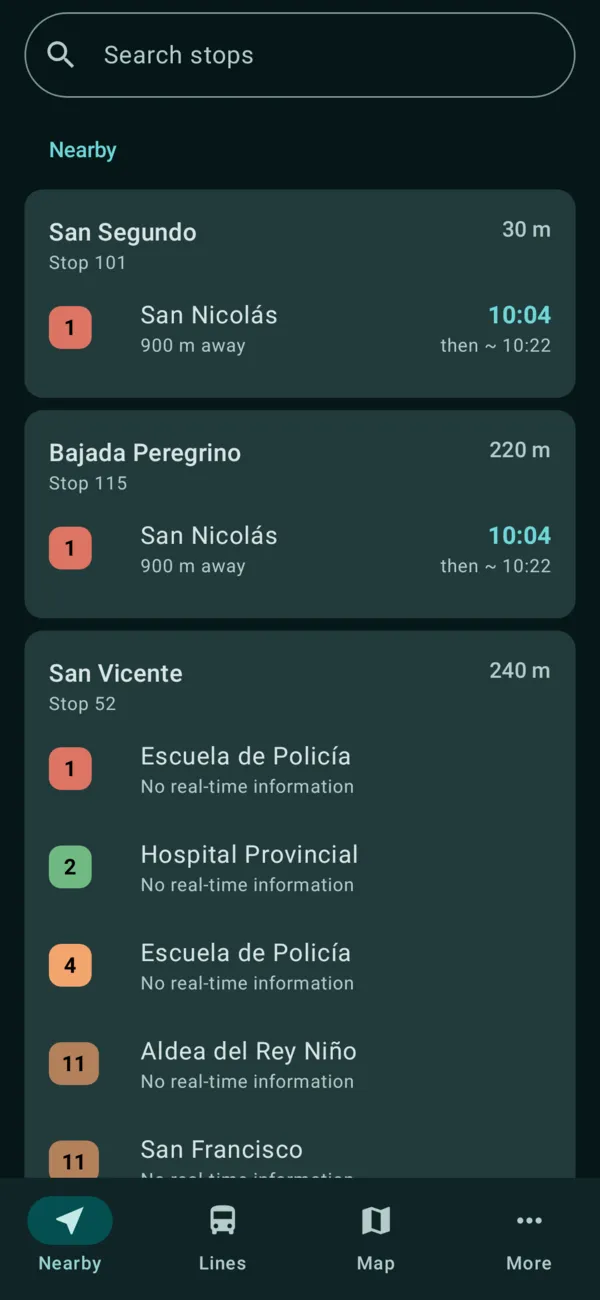 Search stops
Nearby
San Segundo 30 m
Stop 101
1 San Nicolás 10:04
900 m away then ~ 10:22
Bajada Peregrino 220 m
Stop 115
1 San Nicolás 10:04
900 m away then ~ 10:22
San Vicente 240 m
Stop 52
1 Escuela de Policía
No real-time information
2 Hospital Provincial
No real-time information
4 Escuela de Policía
No real-time information
11 Aldea del Rey Niño
No real-time information
11 San Francisco
No real-time information
Nearby Lines Map More